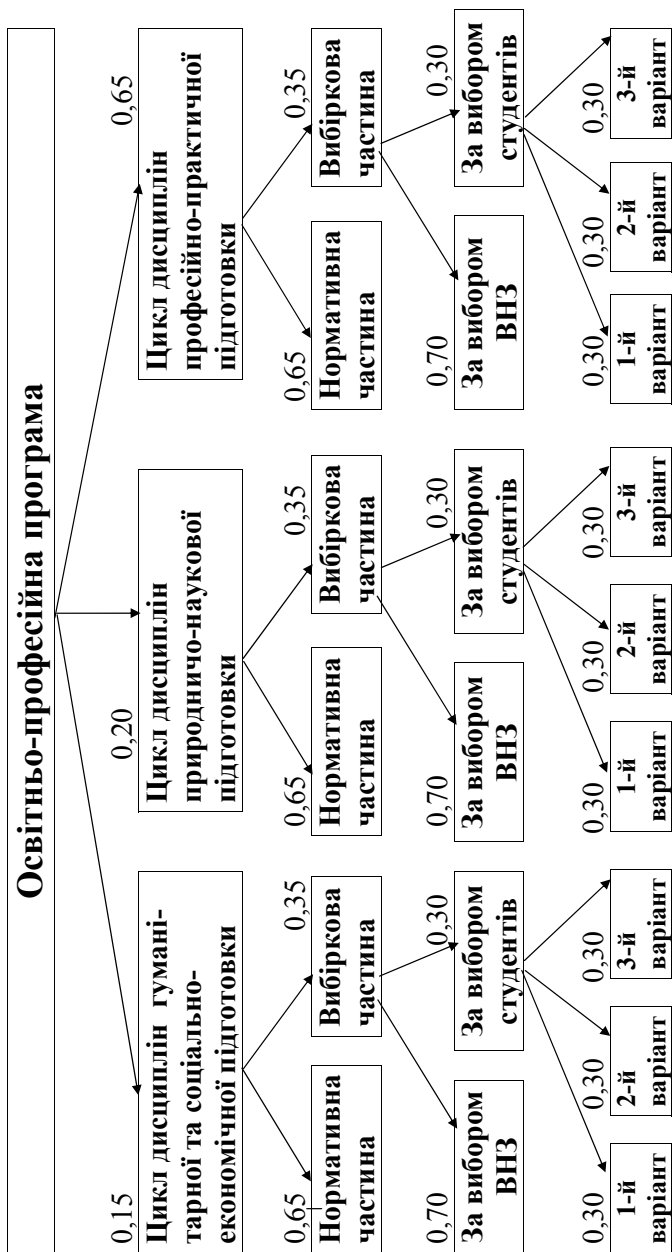 Освітньо-професійна програма
0,15
Цикл дисциплін гумані-
тарної та соціально-
економічної підготовки
0,20
Цикл дисциплін
природничо-наукової
підготовки
0,65
Цикл дисциплін
професійно-практичної
підготовки
0,65
Нормативна
частина
0,35
Вибіркова
частина
0,65
Нормативна
частина
0,35
Вибіркова
частина
0,65
Нормативна
частина
0,35
Вибіркова
частина
0,70
За вибором
ВНЗ
0,30
За вибором
студентів
0,70
За вибором
ВНЗ
0,30
За вибором
студентів
0,70
За вибором
ВНЗ
0,30
За вибором
студентів
0,30
1-й
варіант
0,30
2-й
варіант
0,30
3-й
варіант
0,30
1-й
варіант
0,30
2-й
варіант
0,30
3-й
варіант
0,30
1-й
варіант
0,30
2-й
варіант
0,30
3-й
варіант